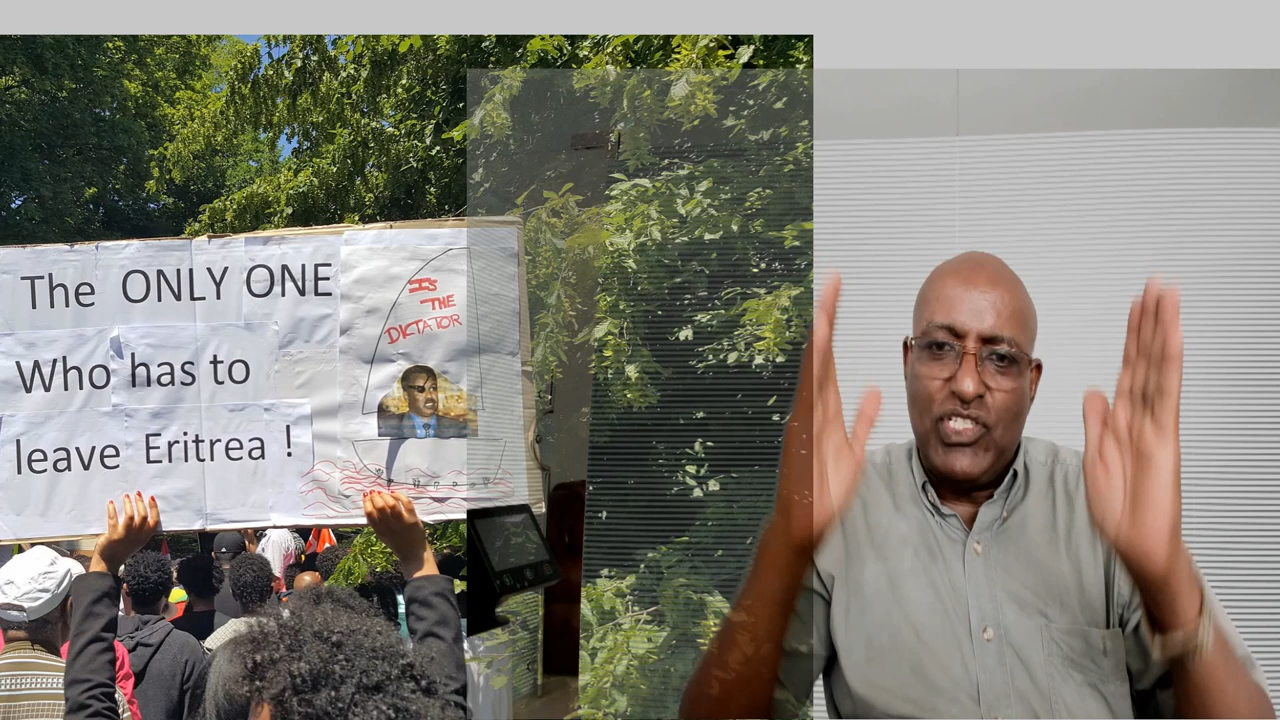 The ONLY ONE
Who has to
leave Eritrea !
IS
THE
DICTATOR